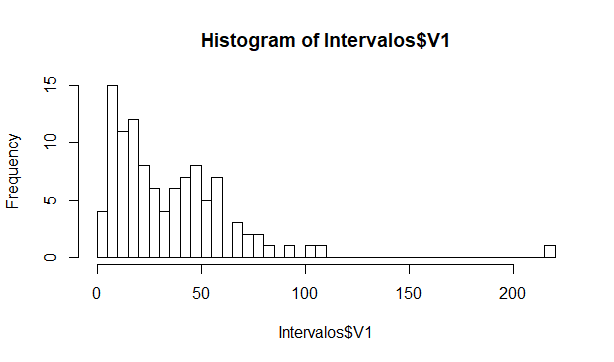 Histogram of Intervalos$V1
Frequency
15
10
5
0
0 50 100 150 200
Intervalos$V1